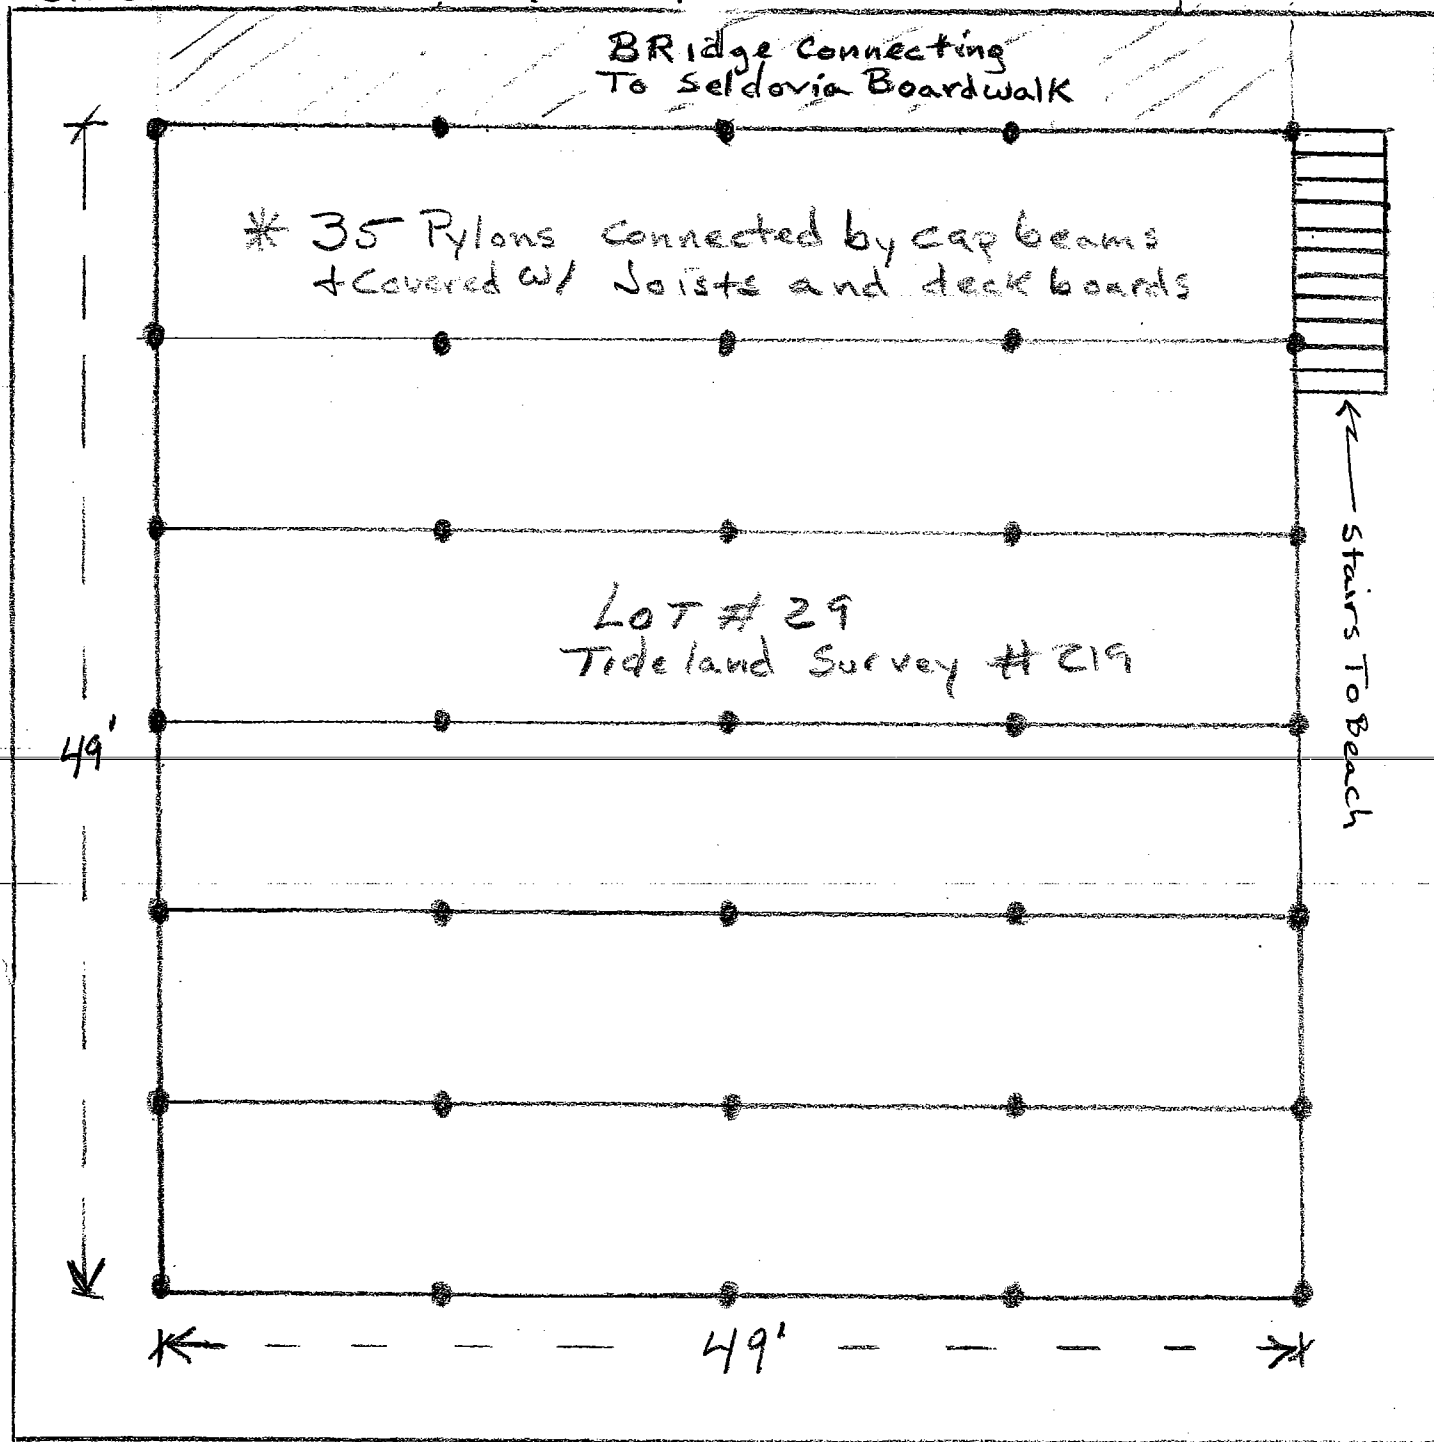 BRidge Connecting
To Seldovia Boardwalk
* 35 Pylons connected by cap beams
+ Covered w/ Joists and deck boards
Stairs To Beach
LOT # 29
Tideland Survey # 219
49'
49'